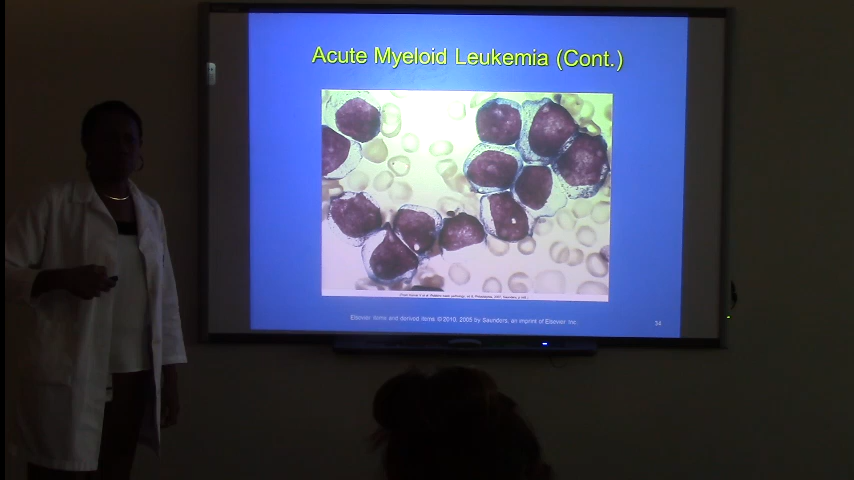 Acute Myeloid Leukemia (Cont.)
Elsevier items and derived items © 2010, 2005 by Saunders, an imprint of Elsevier Inc.
54